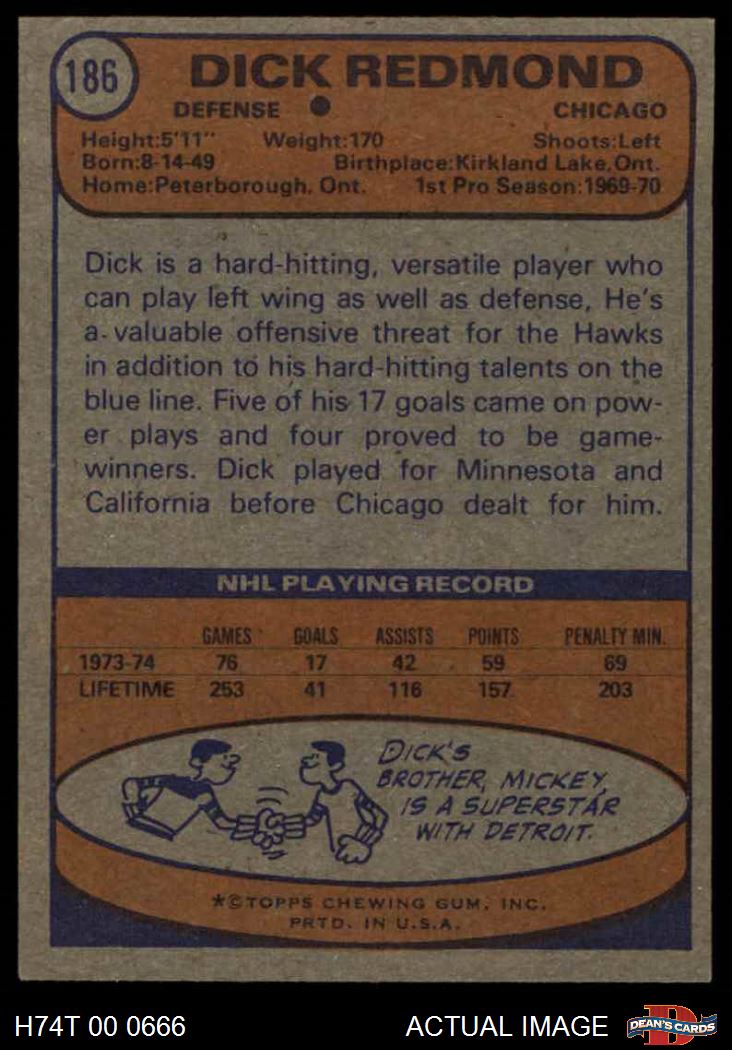 186
DICK REDMOND
DEFENSE ● CHICAGO
Height:5'11" Weight:170 Shoots:Left
Born:8-14-49 Birthplace:Kirkland Lake,Ont.
Home:Peterborough, Ont. 1st Pro Season:1969-70
Dick is a hard-hitting, versatile player who
can play left wing as well as defense, He's
a valuable offensive threat for the Hawks
in addition to his hard-hitting talents on the
blue line. Five of his 17 goals came on pow-
er plays and four proved to be game-
winners. Dick played for Minnesota and
California before Chicago dealt for him.
NHL PLAYING RECORD
GAMES GOALS ASSISTS POINTS PENALTY MIN.
1973-74 76 17 42 59 69
LIFETIME 253 41 116 157 203
DICK'S
BROTHER, MICKEY,
IS A SUPERSTAR
WITH DETROIT.
*©TOPPS CHEWING GUM, INC.
PRTD. IN U.S.A.
H74T 00 0666 ACTUAL IMAGE
D
DEAN'S CARDS